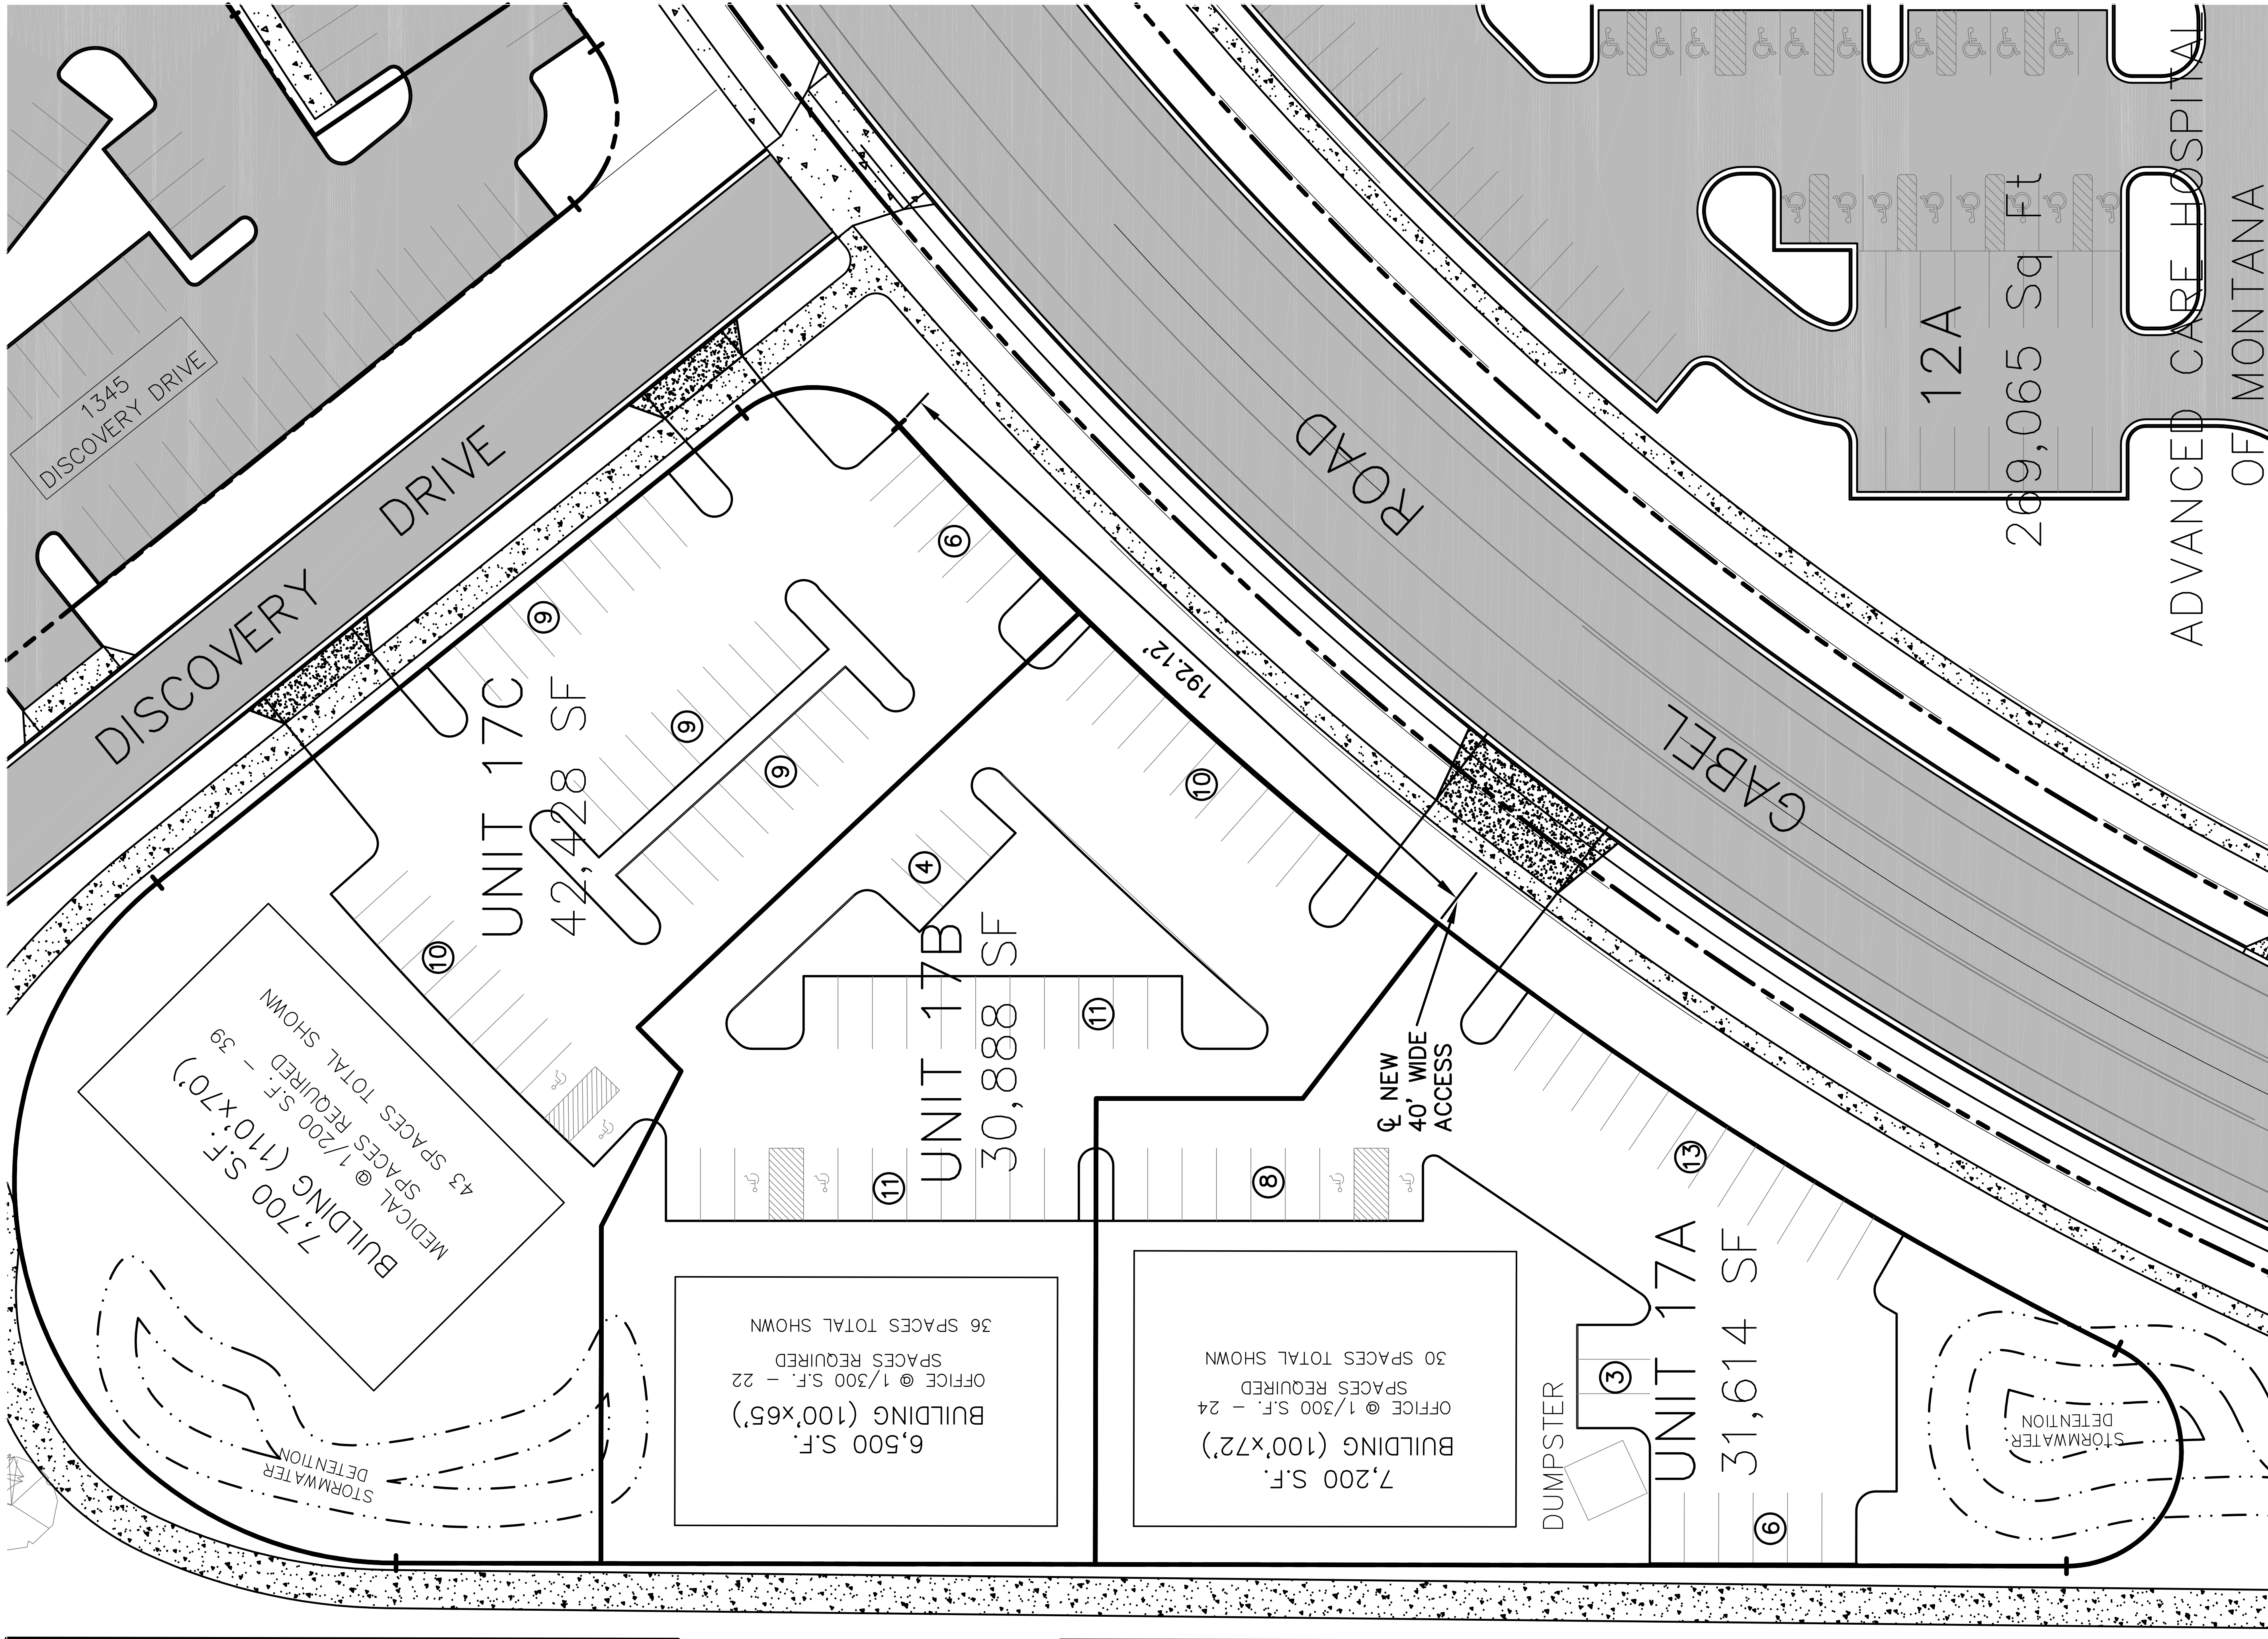 1345
DISCOVERY DRIVE
DISCOVERY DRIVE
GABEL ROAD
12A
269,065 Sq Ft
ADVANCED CARE HOSPITAL
OF MONTANA
UNIT 17C
42,428 SF
9
9
9
6
10
7,700 S.F.
BUILDING (110'x70')
MEDICAL @ 1/200 S.F.
SPACES REQUIRED - 39
43 SPACES TOTAL SHOWN
STORMWATER
DETENTION
UNIT 17B
30,888 SF
4
10
11
11
6,500 S.F.
BUILDING (100'x65')
OFFICE @ 1/300 S.F. - 22
SPACES REQUIRED
36 SPACES TOTAL SHOWN
192.12'
℄ NEW
40' WIDE
ACCESS
UNIT 17A
31,614 SF
8
13
3
6
7,200 S.F.
BUILDING (100'x72')
OFFICE @ 1/300 S.F. - 24
SPACES REQUIRED
30 SPACES TOTAL SHOWN
DUMPSTER
STORMWATER
DETENTION